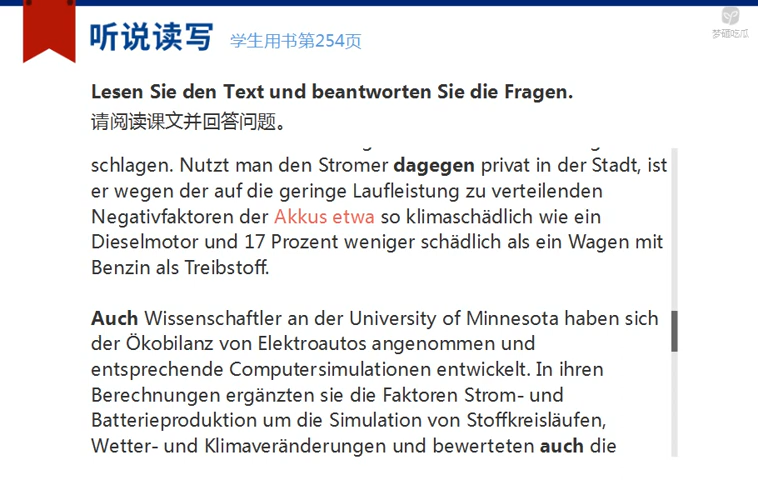 听说读写 学生用书第254页
梦硒吃瓜
Lesen Sie den Text und beantworten Sie die Fragen.
请阅读课文并回答问题。
schlagen. Nutzt man den Stromer dagegen privat in der Stadt, ist
er wegen der auf die geringe Laufleistung zu verteilenden
Negativfaktoren der Akkus etwa so klimaschädlich wie ein
Dieselmotor und 17 Prozent weniger schädlich als ein Wagen mit
Benzin als Treibstoff.
Auch Wissenschaftler an der University of Minnesota haben sich
der Ökobilanz von Elektroautos angenommen und
entsprechende Computersimulationen entwickelt. In ihren
Berechnungen ergänzten sie die Faktoren Strom- und
Batterieproduktion um die Simulation von Stoffkreisläufen,
Wetter- und Klimaveränderungen und bewerteten auch die